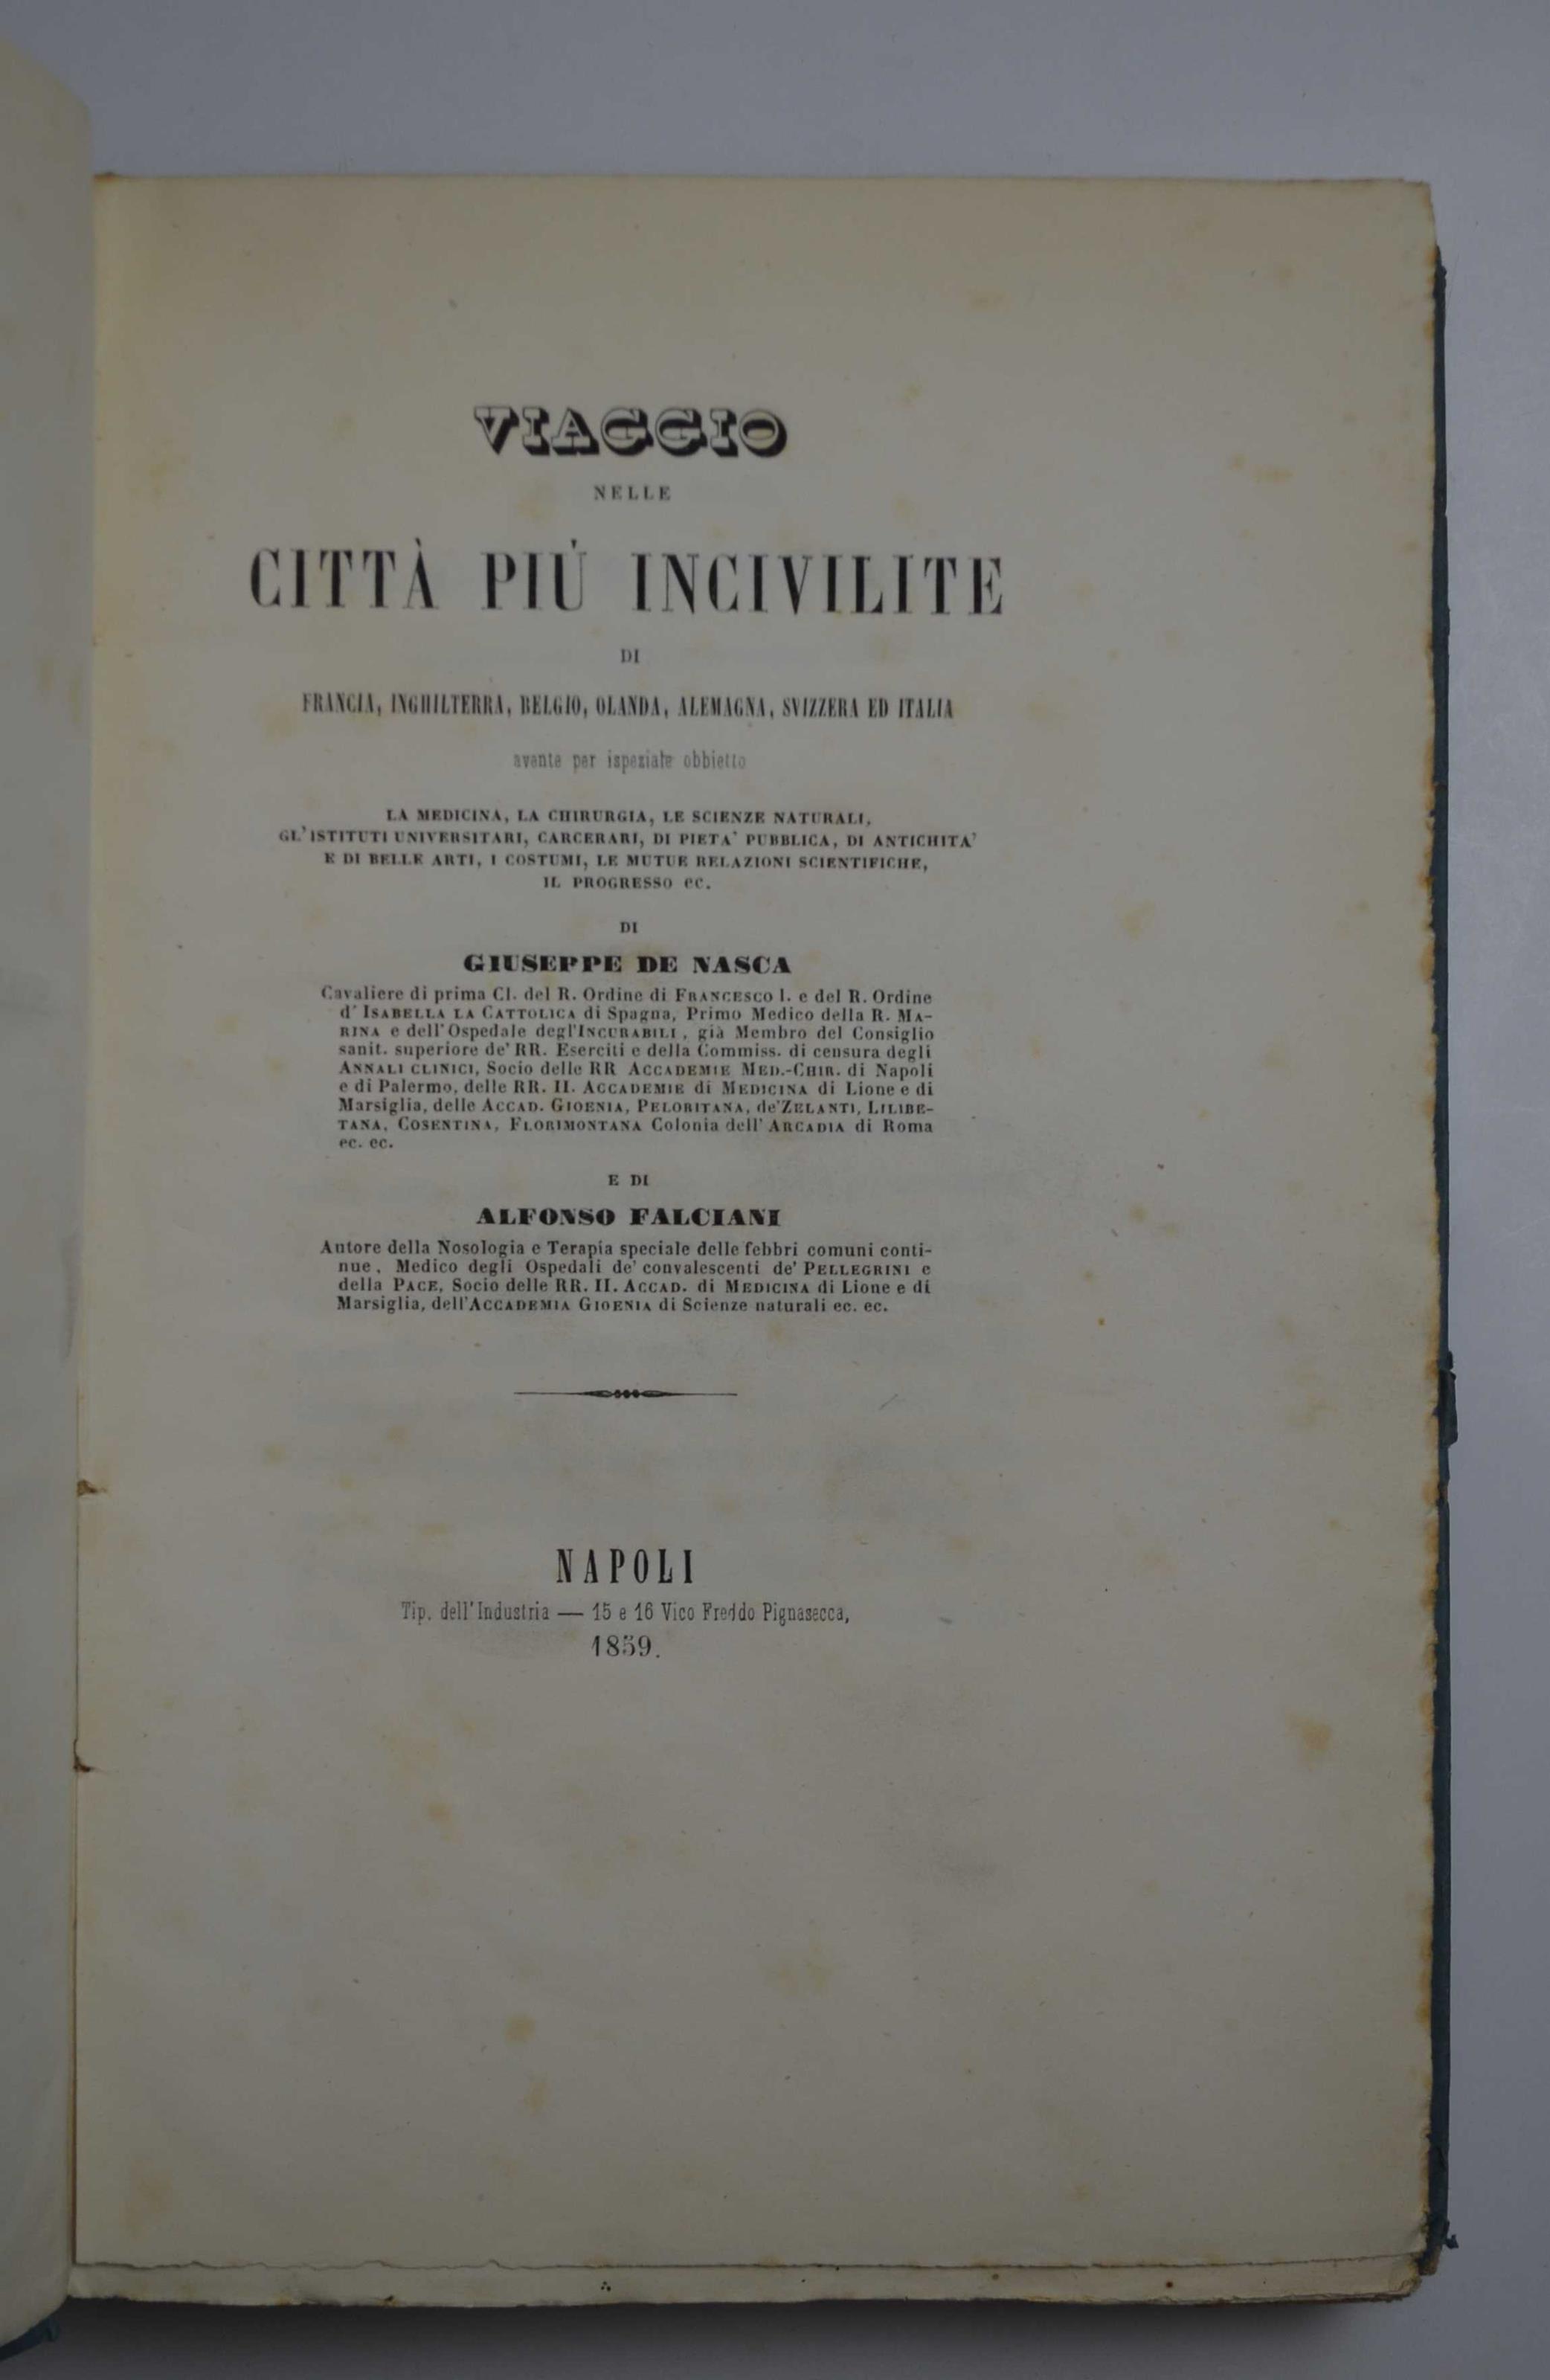 VIAGGIO
NELLE
CITTÀ PIÙ INCIVILITE
DI
FRANCIA, INGHILTERRA, BELGIO, OLANDA, ALEMAGNA, SVIZZERA ED ITALIA
avente per ispeziale obbietto
LA MEDICINA, LA CHIRURGIA, LE SCIENZE NATURALI,
GL'ISTITUTI UNIVERSITARI, CARCERARI, DI PIETA' PUBBLICA, DI ANTICHITA'
E DI BELLE ARTI, I COSTUMI, LE MUTUE RELAZIONI SCIENTIFICHE,
IL PROGRESSO ec.
DI
GIUSEPPE DE NASCA
Cavaliere di prima Cl. del R. Ordine di FRANCESCO I. e del R. Ordine
d' ISABELLA LA CATTOLICA di Spagna, Primo Medico della R. MA-
RINA e dell'Ospedale degl'INCURABILI, già Membro del Consiglio
sanit. superiore de' RR. Eserciti e della Commiss. di censura degli
ANNALI CLINICI, Socio delle RR ACCADEMIE MED.-CHIR. di Napoli
e di Palermo, delle RR. II. ACCADEMIE di MEDICINA di Lione e di
Marsiglia, delle ACCAD. GIOENIA, PELORITANA, de'ZELANTI, LILIBE-
TANA, COSENTINA, FLORIMONTANA Colonia dell' ARCADIA di Roma
ec. ec.
E DI
ALFONSO FALCIANI
Autore della Nosologia e Terapia speciale delle febbri comuni conti-
nue, Medico degli Ospedali de' convalescenti de' PELLEGRINI e
della PACE, Socio delle RR. II. ACCAD. di MEDICINA di Lione e di
Marsiglia, dell'ACCADEMIA GIOENIA di Scienze naturali ec. ec.
NAPOLI
Tip. dell'Industria — 15 e 16 Vico Freddo Pignasecca,
1859.